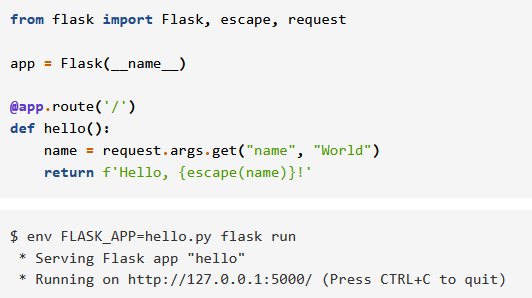 from flask import Flask, escape, request

app = Flask(__name__)

@app.route('/')
def hello():
    name = request.args.get("name", "World")
    return f'Hello, {escape(name)}!'

$ env FLASK_APP=hello.py flask run
 * Serving Flask app "hello"
 * Running on http://127.0.0.1:5000/ (Press CTRL+C to quit)